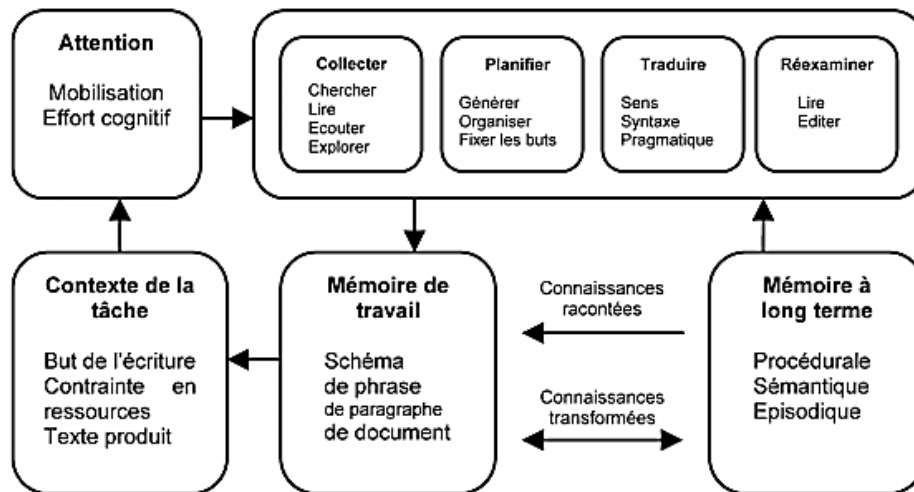 Attention
Mobilisation
Effort cognitif
Collecter
Chercher
Lire
Ecouter
Explorer
Planifier
Générer
Organiser
Fixer les buts
Traduire
Sens
Syntaxe
Pragmatique
Réexaminer
Lire
Editer
Contexte de la
tâche
But de l'écriture
Contrainte en
ressources
Texte produit
Mémoire de
travail
Schéma
de phrase
de paragraphe
de document
Connaissances
racontées
Connaissances
transformées
Mémoire à
long terme
Procédurale
Sémantique
Episodique